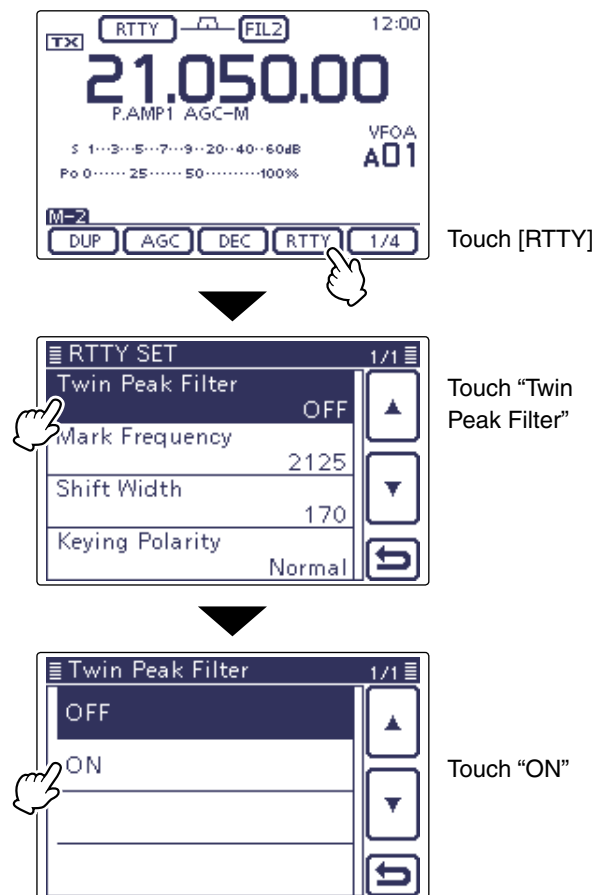 RTTY FIL2 12:00
TX
21.050.00
P.AMP1 AGC-M
VFOA
S 1···3···5···7···9··20··40··60dB
A01
Po 0······25······50··········100%
M-2
DUP AGC DEC RTTY 1/4
Touch [RTTY]
RTTY SET 1/1
Twin Peak Filter
OFF
Mark Frequency
2125
Shift Width
170
Keying Polarity
Normal
Touch “Twin
Peak Filter”
Twin Peak Filter 1/1
OFF
ON
Touch “ON”